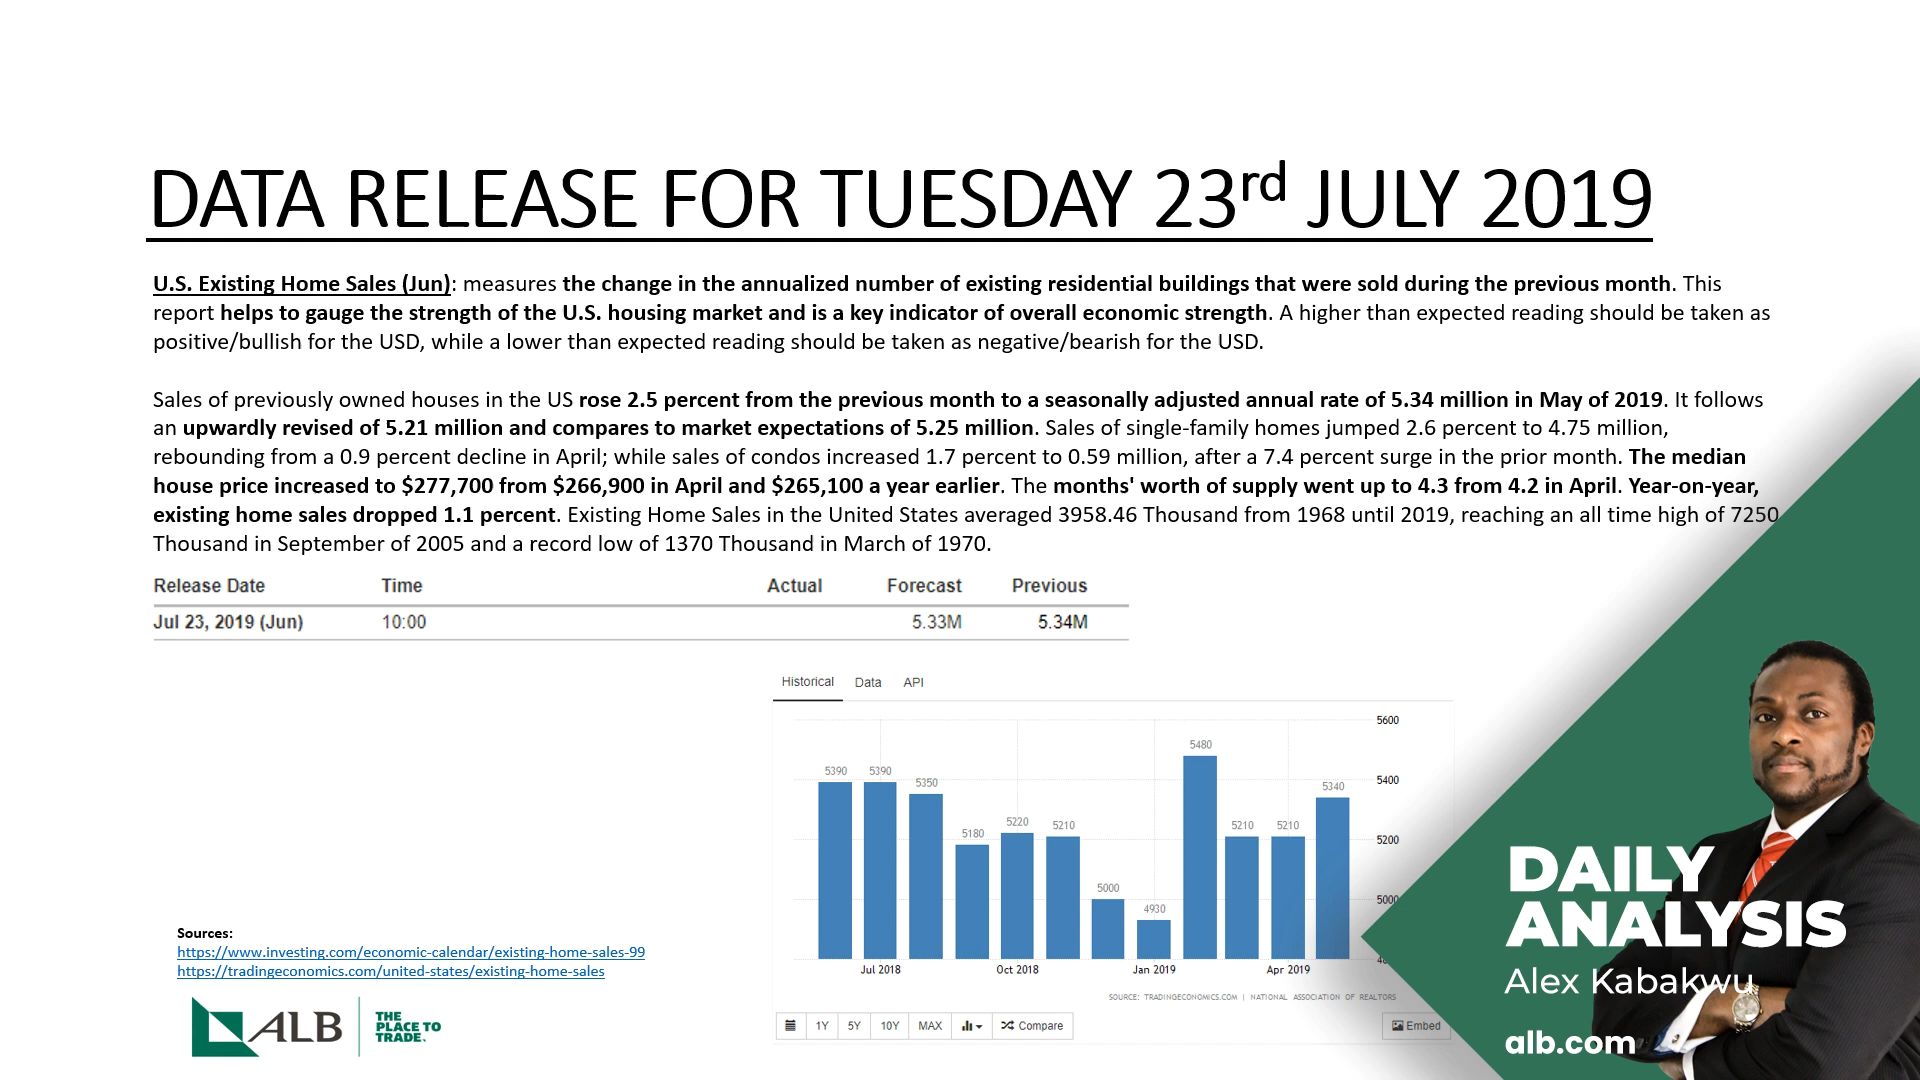 DATA RELEASE FOR TUESDAY 23rd JULY 2019
U.S. Existing Home Sales (Jun): measures the change in the annualized number of existing residential buildings that were sold during the previous month. This
report helps to gauge the strength of the U.S. housing market and is a key indicator of overall economic strength. A higher than expected reading should be taken as
positive/bullish for the USD, while a lower than expected reading should be taken as negative/bearish for the USD.
Sales of previously owned houses in the US rose 2.5 percent from the previous month to a seasonally adjusted annual rate of 5.34 million in May of 2019. It follows
an upwardly revised of 5.21 million and compares to market expectations of 5.25 million. Sales of single-family homes jumped 2.6 percent to 4.75 million,
rebounding from a 0.9 percent decline in April; while sales of condos increased 1.7 percent to 0.59 million, after a 7.4 percent surge in the prior month. The median
house price increased to $277,700 from $266,900 in April and $265,100 a year earlier. The months' worth of supply went up to 4.3 from 4.2 in April. Year-on-year,
existing home sales dropped 1.1 percent. Existing Home Sales in the United States averaged 3958.46 Thousand from 1968 until 2019, reaching an all time high of 7250
Thousand in September of 2005 and a record low of 1370 Thousand in March of 1970.
Release Date Time Actual Forecast Previous
Jul 23, 2019 (Jun) 10:00 5.33M 5.34M
Historical Data API
5600
5480
5390 5390 5350 5400
5340
5180 5220 5210 5210 5210
5200
5000
4930
5000
Jul 2018 Oct 2018 Jan 2019 Apr 2019
SOURCE: TRADINGECONOMICS.COM | NATIONAL ASSOCIATION OF REALTORS
1Y 5Y 10Y MAX Compare Embed
Sources:
https://www.investing.com/economic-calendar/existing-home-sales-99
https://tradingeconomics.com/united-states/existing-home-sales
ALB
THE
PLACE TO
TRADE.
DAILY
ANALYSIS
Alex Kabakwu
alb.com